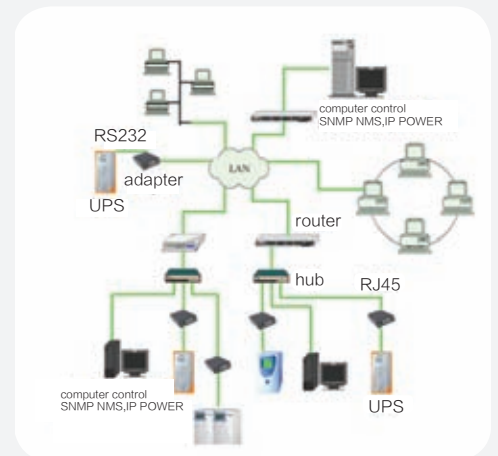 computer control
SNMP NMS,IP POWER
RS232
LAN
adapter
UPS
router
hub
RJ45
computer control
SNMP NMS,IP POWER
UPS